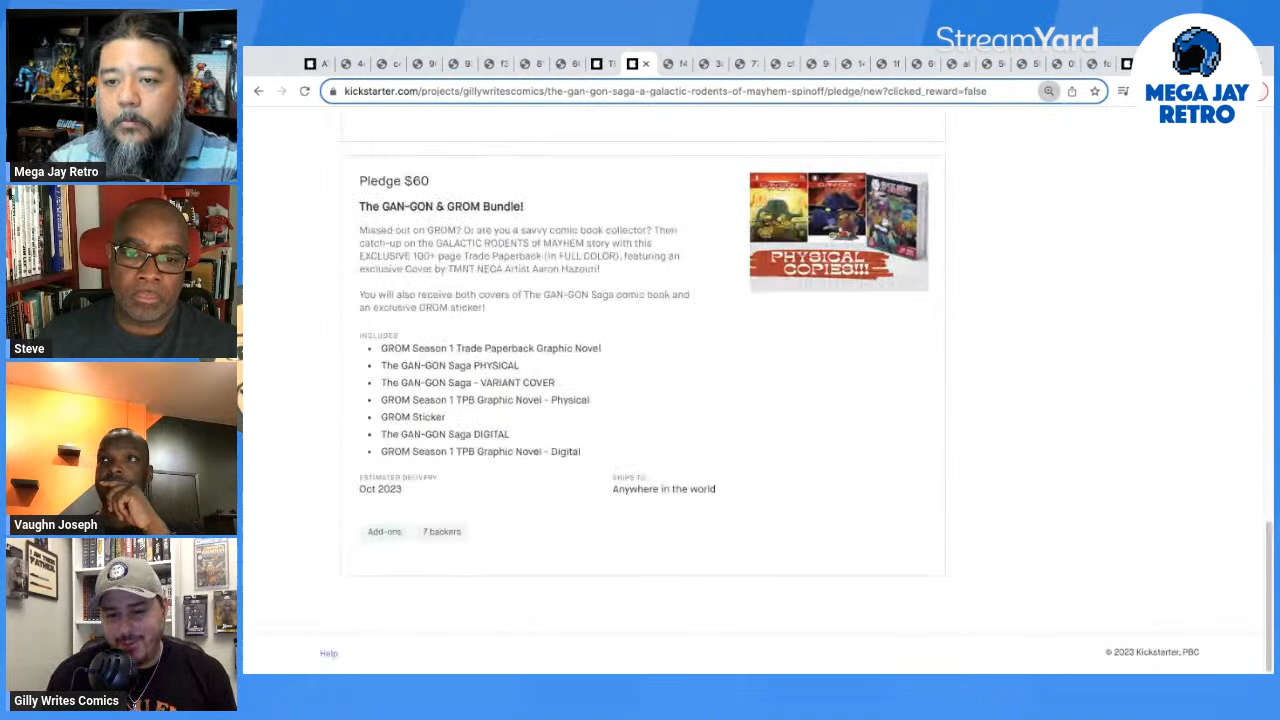 StreamYard
MEGA JAY
RETRO
kickstarter.com/projects/gillywritescomics/the-gan-gon-saga-a-galactic-rodents-of-mayhem-spinoff/pledge/new?clicked_reward=false
Pledge $60
The GAN-GON & GROM Bundle!
Missed out on GROM? Or are you a savvy comic book collector? Then
catch-up on the GALACTIC RODENTS of MAYHEM story with this
EXCLUSIVE 100+ page Trade Paperback (in FULL COLOR), featuring an
exclusive Cover by TMNT NECA Artist Aaron Hazouri!
You will also receive both covers of The GAN-GON Saga comic book and
an exclusive GROM sticker!
PHYSICAL
COPIES!!!
INCLUDES
• GROM Season 1 Trade Paperback Graphic Novel
• The GAN-GON Saga PHYSICAL
• The GAN-GON Saga - VARIANT COVER
• GROM Season 1 TPB Graphic Novel - Physical
• GROM Sticker
• The GAN-GON Saga DIGITAL
• GROM Season 1 TPB Graphic Novel - Digital
ESTIMATED DELIVERY
Oct 2023
SHIPS TO
Anywhere in the world
Add-ons
7 backers
Help
© 2023 Kickstarter, PBC
Mega Jay Retro
Steve
Vaughn Joseph
Gilly Writes Comics
GI JOE
I AM THEIR
FATHER